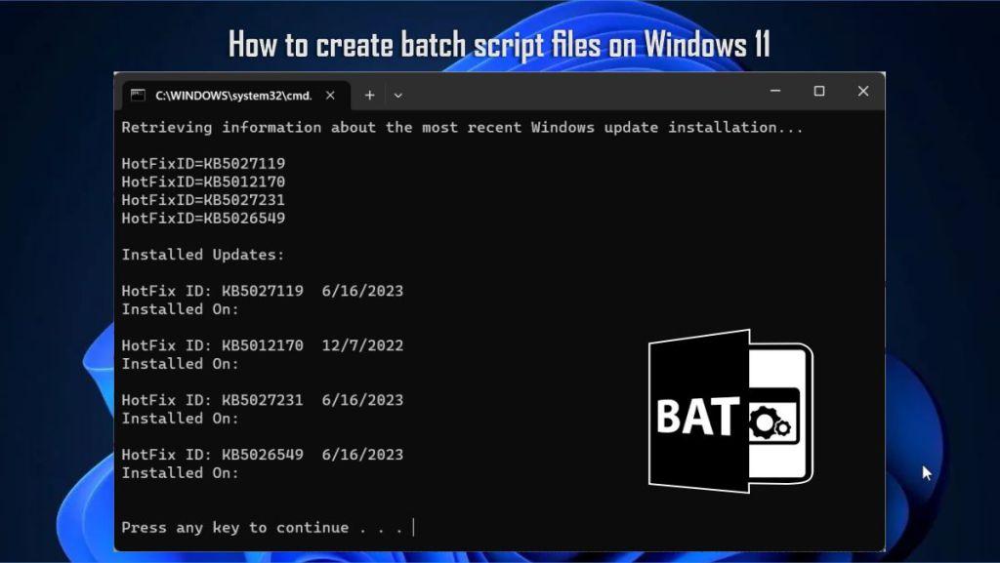 How to create batch script files on Windows 11
C:\WINDOWS\system32\cmd.
Retrieving information about the most recent Windows update installation...
HotFixID=KB5027119
HotFixID=KB5012170
HotFixID=KB5027231
HotFixID=KB5026549
Installed Updates:
HotFix ID: KB5027119  6/16/2023
Installed On:
HotFix ID: KB5012170  12/7/2022
Installed On:
HotFix ID: KB5027231  6/16/2023
Installed On:
HotFix ID: KB5026549  6/16/2023
Installed On:
BAT
Press any key to continue . . .